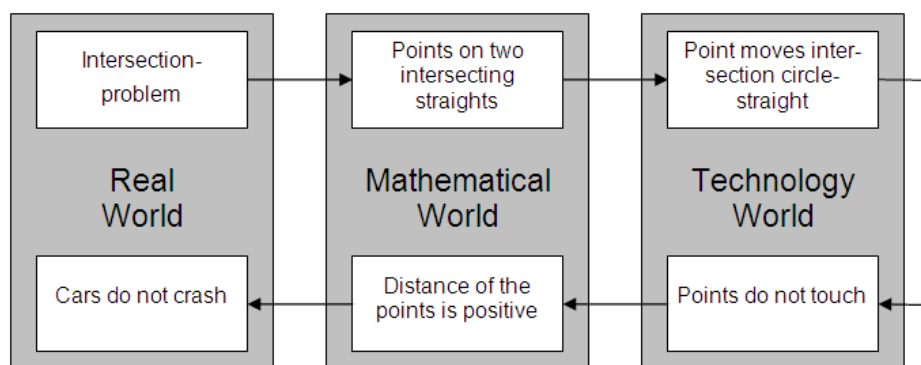 Intersection-
problem
Points on two
intersecting
straights
Point moves inter-
section circle-
straight
Real
World
Mathematical
World
Technology
World
Cars do not crash
Distance of the
points is positive
Points do not touch